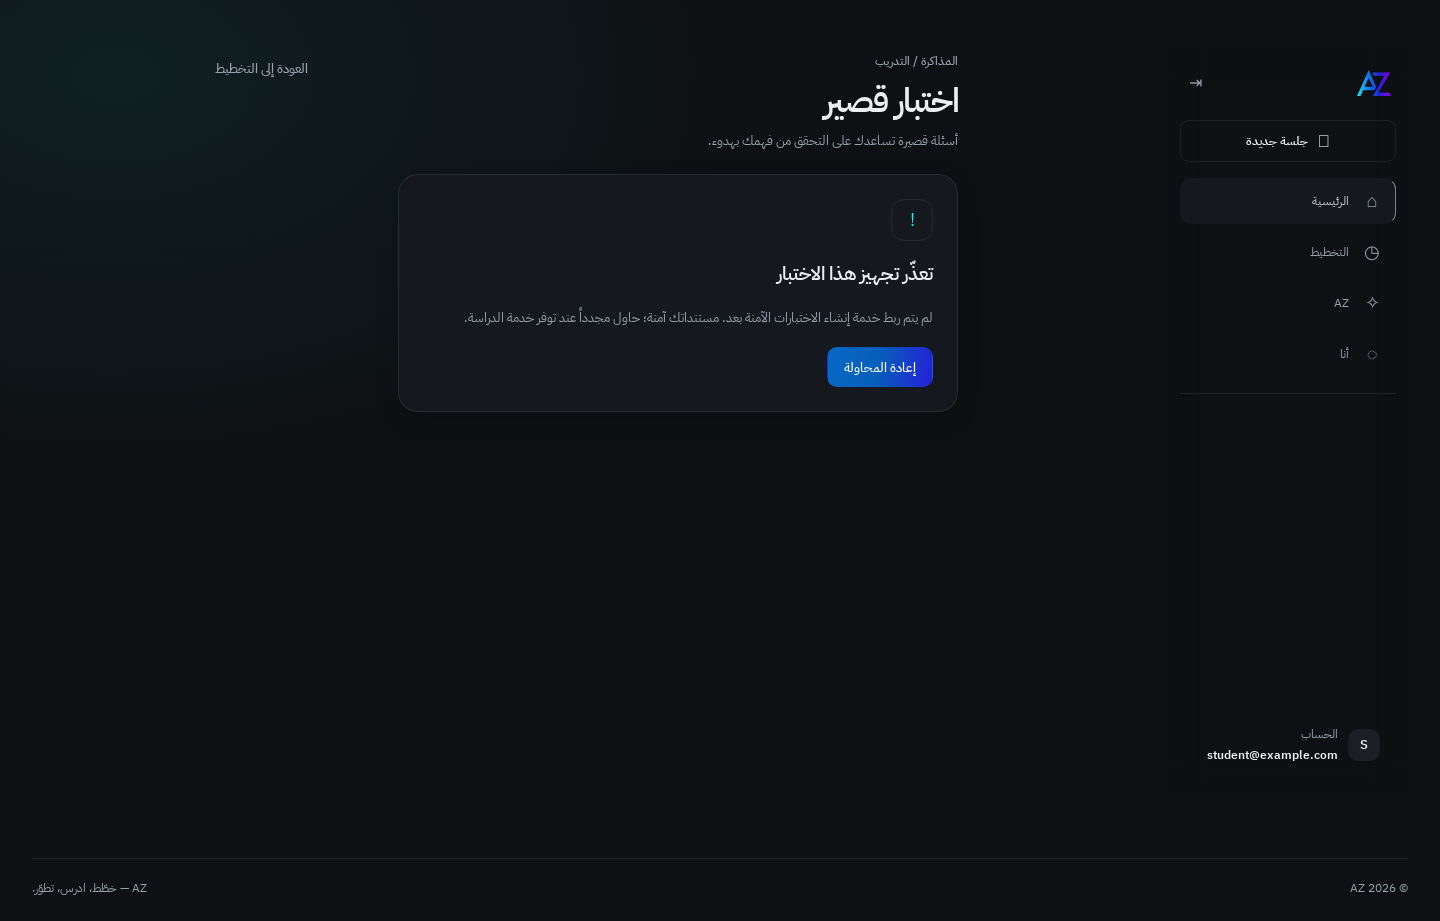 AZ
جلسة جديدة
الرئيسية
التخطيط
AZ
أنا
الحساب
student@example.com
S
المذاكرة / التدريب
اختبار قصير
أسئلة قصيرة تساعدك على التحقق من فهمك بهدوء.
العودة إلى التخطيط
!
تعذّر تجهيز هذا الاختبار
لم يتم ربط خدمة إنشاء الاختبارات الآمنة بعد. مستنداتك آمنة؛ حاول مجدداً عند توفر خدمة الدراسة.
إعادة المحاولة
© 2026 AZ
AZ — خطّط، ادرس، تطوّر.